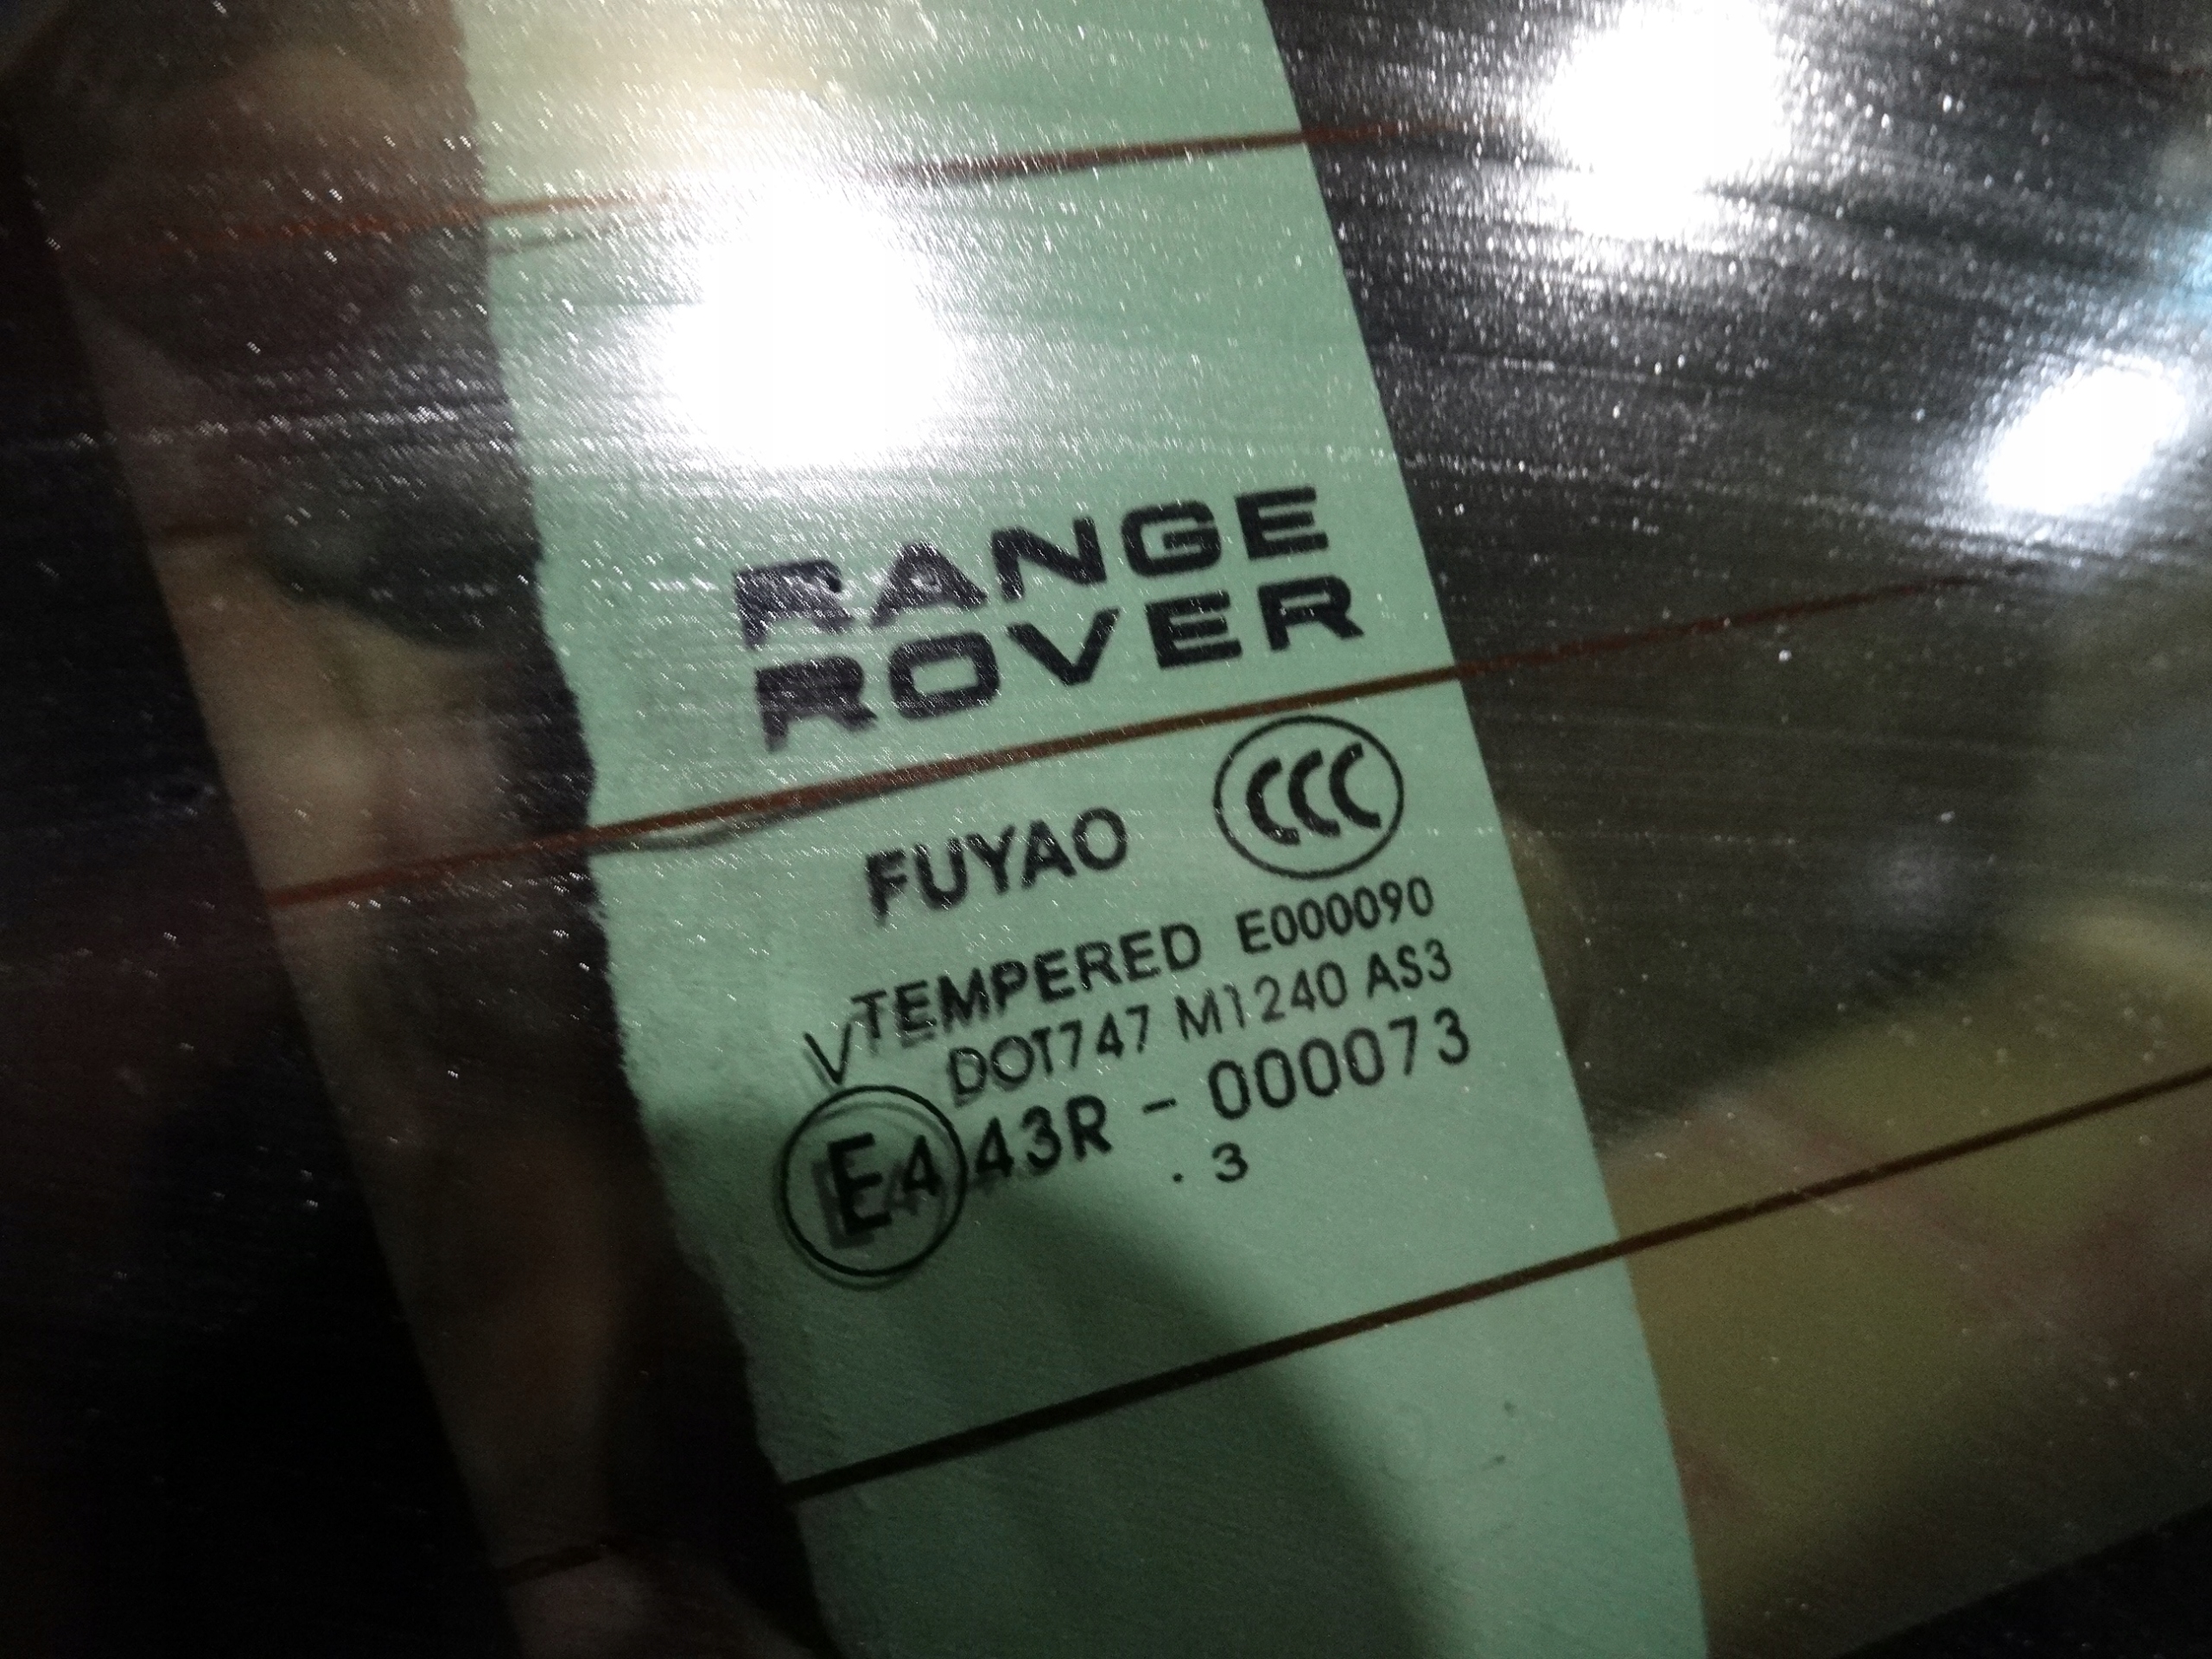 RANGE
ROVER
FUYAO CCC
TEMPERED E000090
V DOT747 M1240 AS3
E4 43R - 000073
. 3